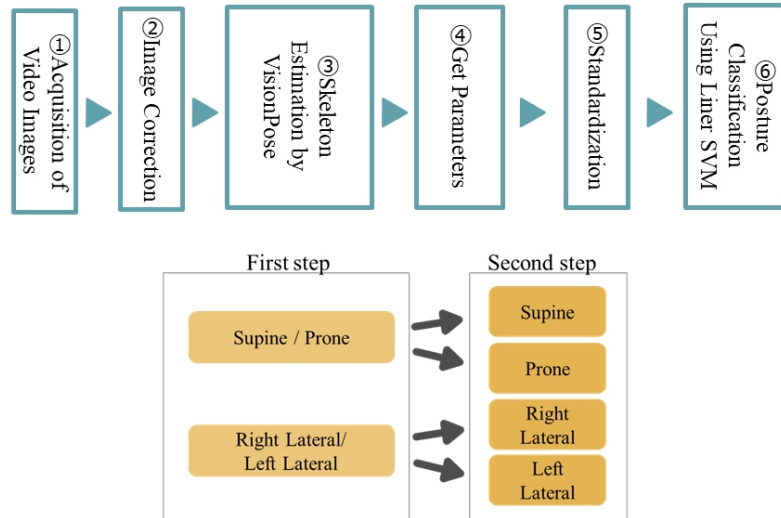 ①Acquisition of
Video Images
②Image Correction
③Skeleton
Estimation by
VisionPose
④Get Parameters
⑤Standardization
⑥Posture
Classification
Using Liner SVM
First step
Second step
Supine / Prone
Supine
Prone
Right Lateral/
Left Lateral
Right
Lateral
Left
Lateral